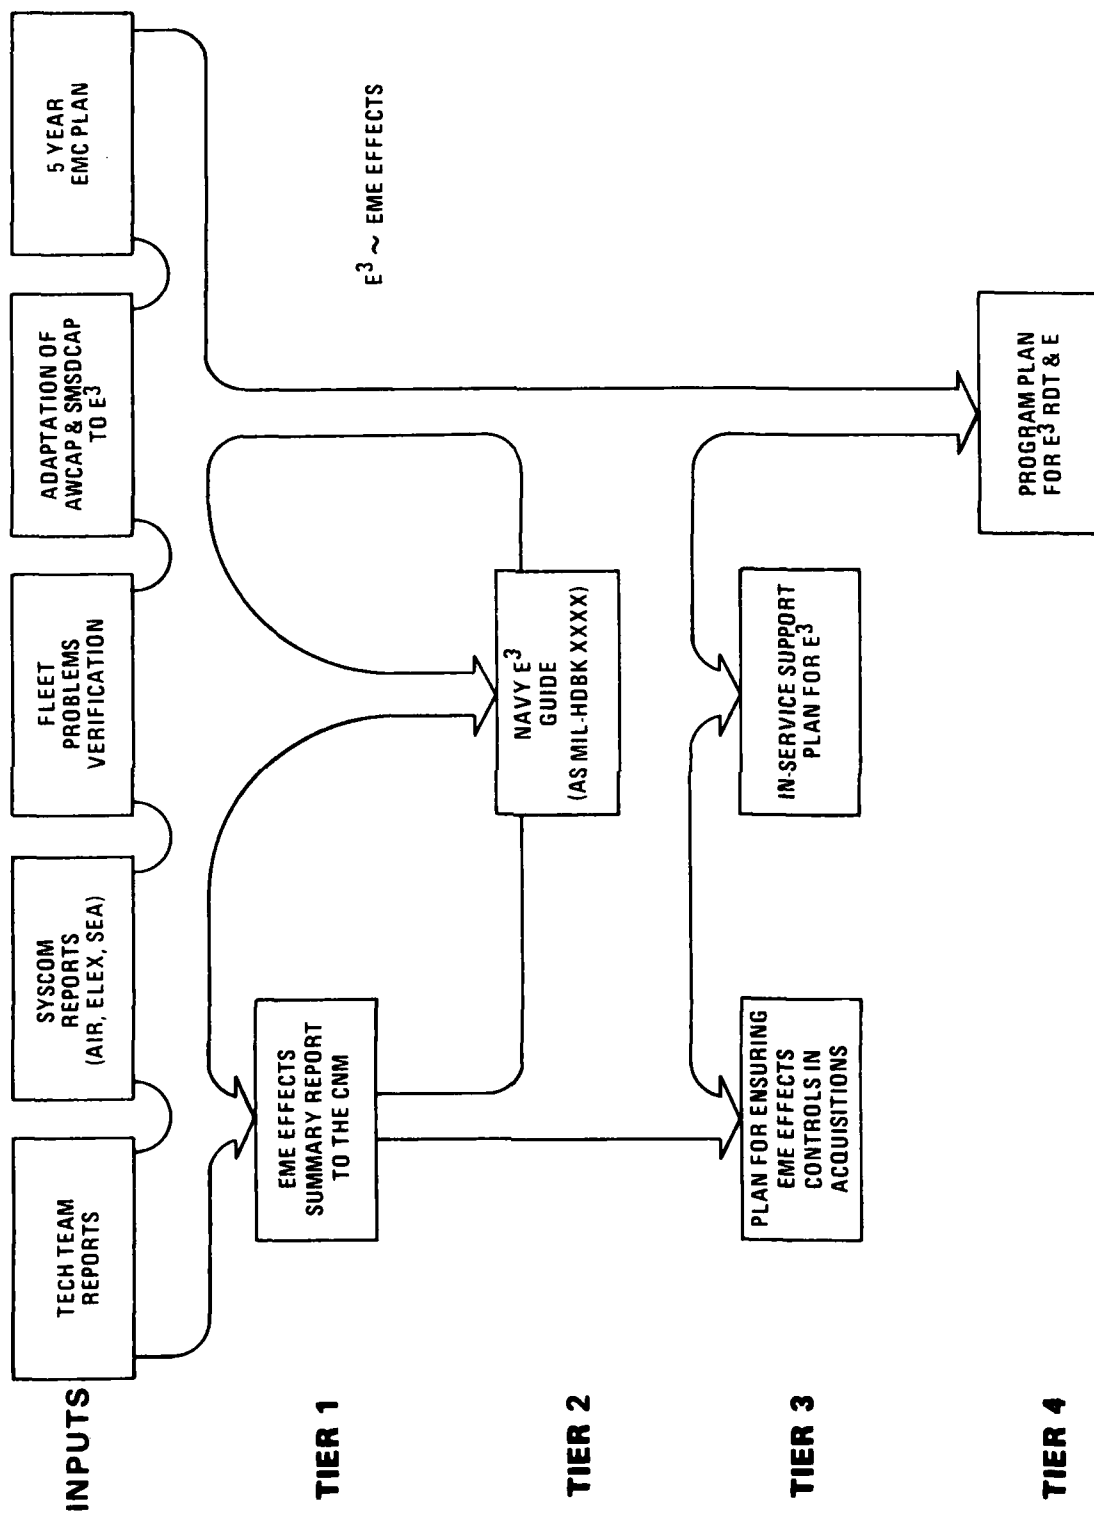 INPUTS
TECH TEAM
REPORTS
SYSCOM
REPORTS
(AIR, ELEX, SEA)
FLEET
PROBLEMS
VERIFICATION
ADAPTATION OF
AWCAP & SMSDCAP
TO E³
5 YEAR
EMC PLAN
TIER 1
EME EFFECTS
SUMMARY REPORT
TO THE CNM
E³ ~ EME EFFECTS
TIER 2
NAVY E³
GUIDE
(AS MIL-HDBK XXXX)
TIER 3
PLAN FOR ENSURING
EME EFFECTS
CONTROLS IN
ACQUISITIONS
IN-SERVICE SUPPORT
PLAN FOR E³
TIER 4
PROGRAM PLAN
FOR E³ RDT & E